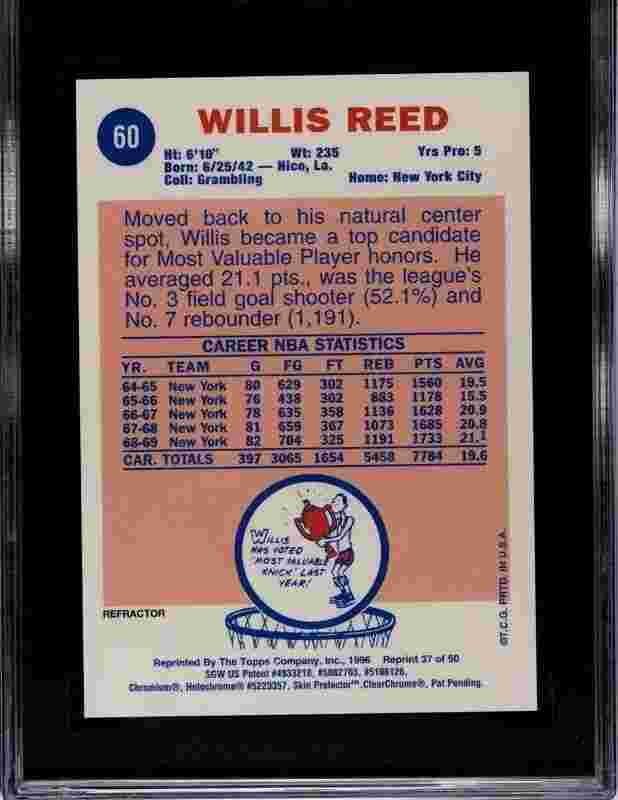 60
WILLIS REED
Ht: 6'10" Wt: 235 Yrs Pro: 5
Born: 6/25/42 — Hico, La.
Coll: Grambling Home: New York City
Moved back to his natural center
spot, Willis became a top candidate
for Most Valuable Player honors. He
averaged 21.1 pts., was the league's
No. 3 field goal shooter (52.1%) and
No. 7 rebounder (1,191).
CAREER NBA STATISTICS
YR. TEAM G FG FT REB PTS AVG
64-65 New York 80 629 302 1175 1560 19.5
65-66 New York 76 438 302 883 1178 15.5
66-67 New York 78 635 358 1136 1628 20.9
67-68 New York 81 659 367 1073 1685 20.8
68-69 New York 82 704 325 1191 1733 21.1
CAR. TOTALS 397 3065 1654 5458 7784 19.6
WILLIS
WAS VOTED
'MOST VALUABLE
KNICK' LAST
YEAR!
©T.C.G. PRTD. IN U.S.A.
REFRACTOR
Reprinted By The Topps Company, Inc., 1996 Reprint 37 of 50
SGW US Patent #4933218, #5082703, #5106126,
Chromium®, Holochrome® #5223357, Skin Protector™, ClearChrome®, Pat Pending.